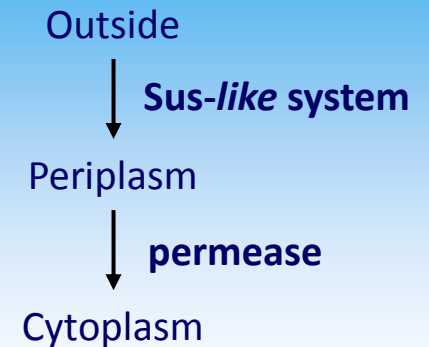 Outside
Sus-like system
Periplasm
permease
Cytoplasm